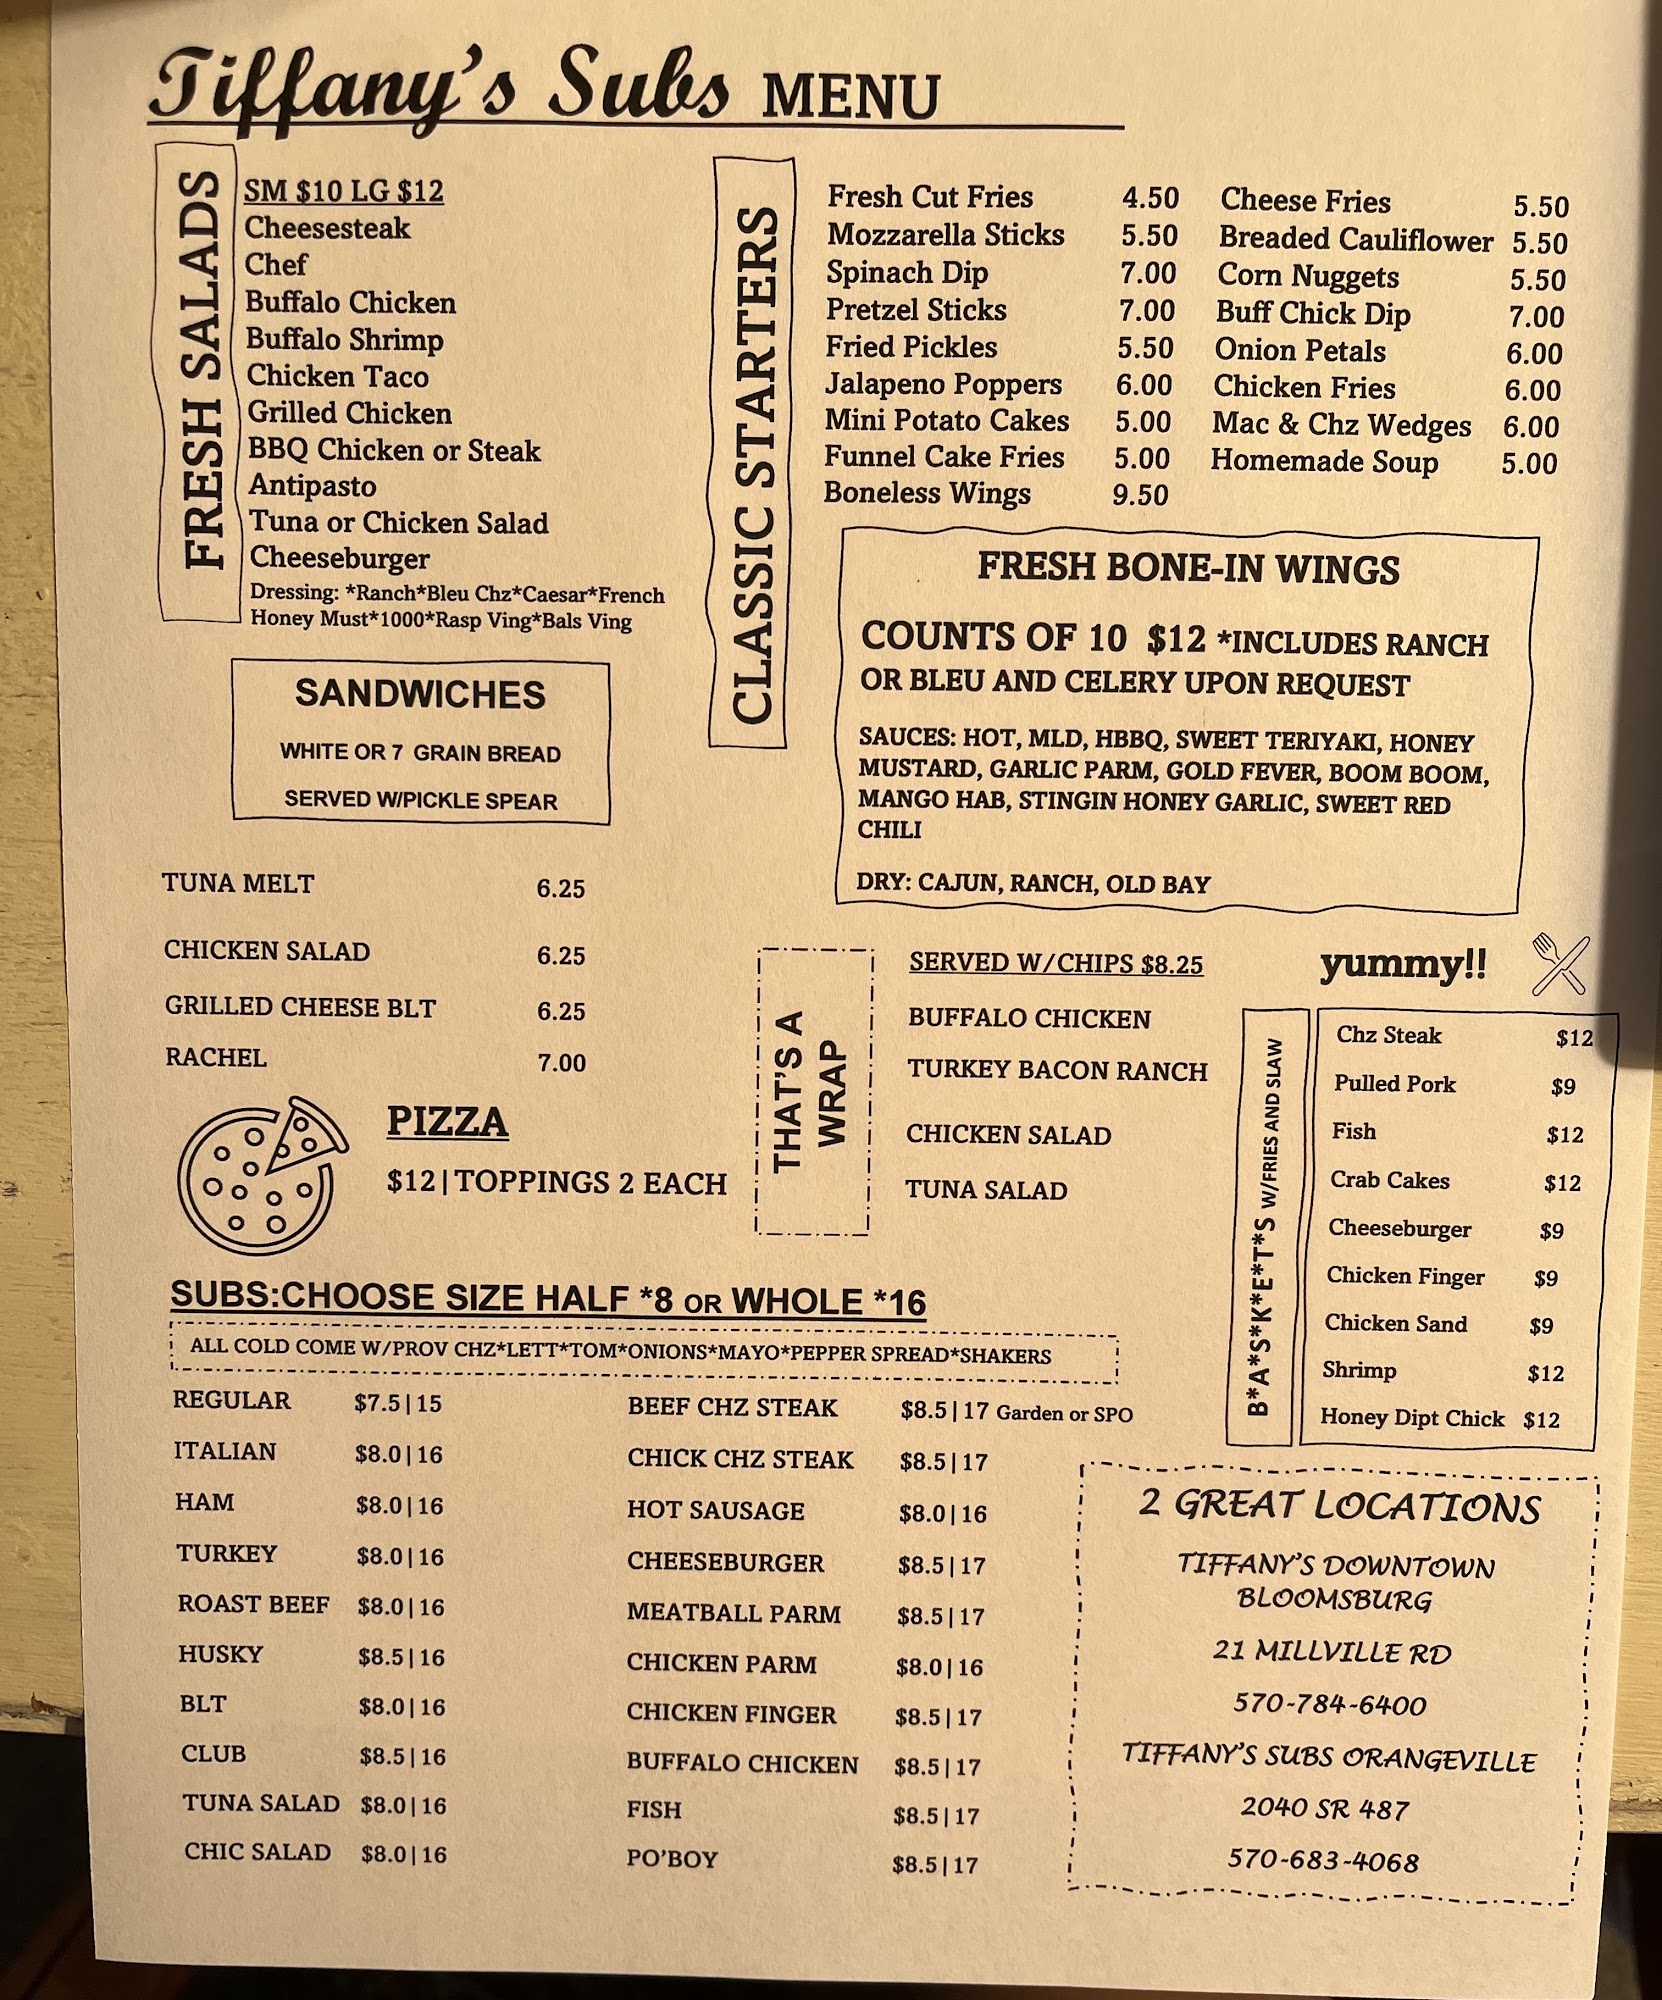 Tiffany's Subs MENU
FRESH SALADS
SM $10 LG $12
Cheesesteak
Chef
Buffalo Chicken
Buffalo Shrimp
Chicken Taco
Grilled Chicken
BBQ Chicken or Steak
Antipasto
Tuna or Chicken Salad
Cheeseburger
Dressing: *Ranch*Bleu Chz*Caesar*French
Honey Must*1000*Rasp Ving*Bals Ving
CLASSIC STARTERS
Fresh Cut Fries 4.50 Cheese Fries 5.50
Mozzarella Sticks 5.50 Breaded Cauliflower 5.50
Spinach Dip 7.00 Corn Nuggets 5.50
Pretzel Sticks 7.00 Buff Chick Dip 7.00
Fried Pickles 5.50 Onion Petals 6.00
Jalapeno Poppers 6.00 Chicken Fries 6.00
Mini Potato Cakes 5.00 Mac & Chz Wedges 6.00
Funnel Cake Fries 5.00 Homemade Soup 5.00
Boneless Wings 9.50
FRESH BONE-IN WINGS
COUNTS OF 10 $12 *INCLUDES RANCH
OR BLEU AND CELERY UPON REQUEST
SAUCES: HOT, MLD, HBBQ, SWEET TERIYAKI, HONEY
MUSTARD, GARLIC PARM, GOLD FEVER, BOOM BOOM,
MANGO HAB, STINGIN HONEY GARLIC, SWEET RED
CHILI
DRY: CAJUN, RANCH, OLD BAY
SANDWICHES
WHITE OR 7 GRAIN BREAD
SERVED W/PICKLE SPEAR
TUNA MELT 6.25
CHICKEN SALAD 6.25
GRILLED CHEESE BLT 6.25
RACHEL 7.00
PIZZA
$12|TOPPINGS 2 EACH
THAT'S A
WRAP
SERVED W/CHIPS $8.25
BUFFALO CHICKEN
TURKEY BACON RANCH
CHICKEN SALAD
TUNA SALAD
yummy!!
B*A*S*K*E*T*S W/FRIES AND SLAW
Chz Steak $12
Pulled Pork $9
Fish $12
Crab Cakes $12
Cheeseburger $9
Chicken Finger $9
Chicken Sand $9
Shrimp $12
Honey Dipt Chick $12
SUBS:CHOOSE SIZE HALF *8 OR WHOLE *16
ALL COLD COME W/PROV CHZ*LETT*TOM*ONIONS*MAYO*PEPPER SPREAD*SHAKERS
REGULAR $7.5|15 BEEF CHZ STEAK $8.5|17 Garden or SPO
ITALIAN $8.0|16 CHICK CHZ STEAK $8.5|17
HAM $8.0|16 HOT SAUSAGE $8.0|16
TURKEY $8.0|16 CHEESEBURGER $8.5|17
ROAST BEEF $8.0|16 MEATBALL PARM $8.5|17
HUSKY $8.5|16 CHICKEN PARM $8.0|16
BLT $8.0|16 CHICKEN FINGER $8.5|17
CLUB $8.5|16 BUFFALO CHICKEN $8.5|17
TUNA SALAD $8.0|16 FISH $8.5|17
CHIC SALAD $8.0|16 PO'BOY $8.5|17
2 GREAT LOCATIONS
TIFFANY'S DOWNTOWN
BLOOMSBURG
21 MILLVILLE RD
570-784-6400
TIFFANY'S SUBS ORANGEVILLE
2040 SR 487
570-683-4068